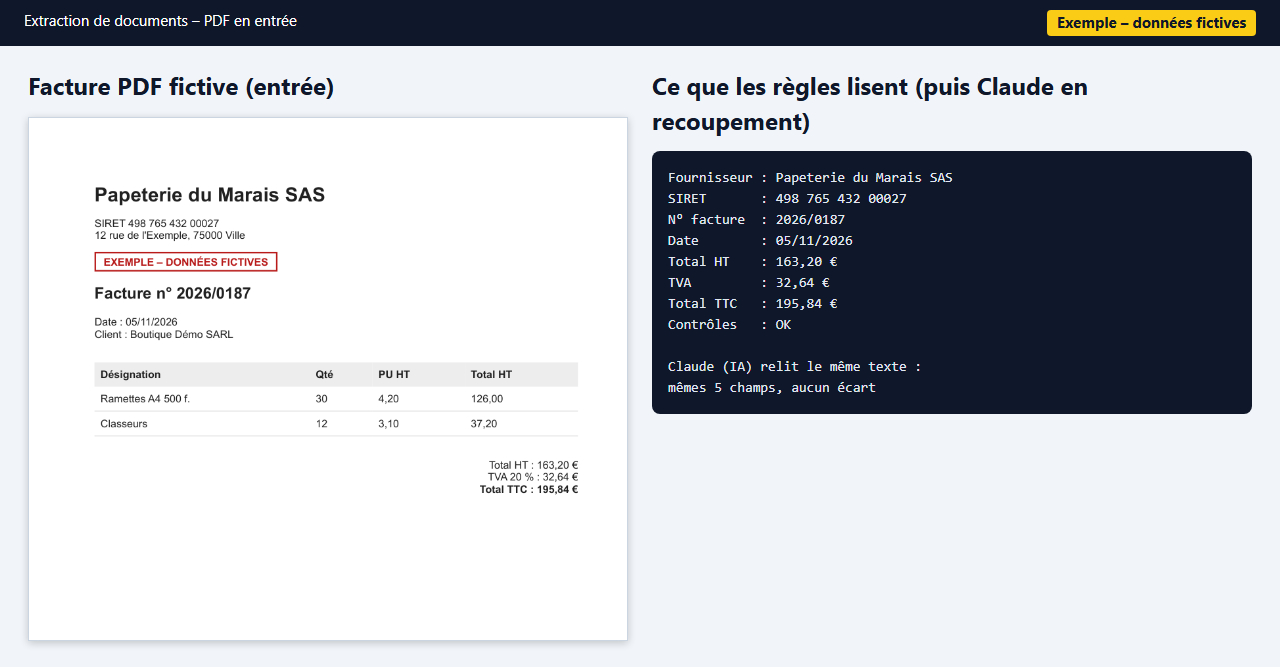 Extraction de documents – PDF en entrée
Exemple – données fictives
Facture PDF fictive (entrée)
Papeterie du Marais SAS
SIRET 498 765 432 00027
12 rue de l'Exemple, 75000 Ville
EXEMPLE – DONNÉES FICTIVES
Facture n° 2026/0187
Date : 05/11/2026
Client : Boutique Démo SARL
Désignation Qté PU HT Total HT
Ramettes A4 500 f. 30 4,20 126,00
Classeurs 12 3,10 37,20
Total HT : 163,20 €
TVA 20 % : 32,64 €
Total TTC : 195,84 €
Ce que les règles lisent (puis Claude en
recoupement)
Fournisseur : Papeterie du Marais SAS
SIRET : 498 765 432 00027
N° facture : 2026/0187
Date : 05/11/2026
Total HT : 163,20 €
TVA : 32,64 €
Total TTC : 195,84 €
Contrôles : OK
Claude (IA) relit le même texte :
mêmes 5 champs, aucun écart